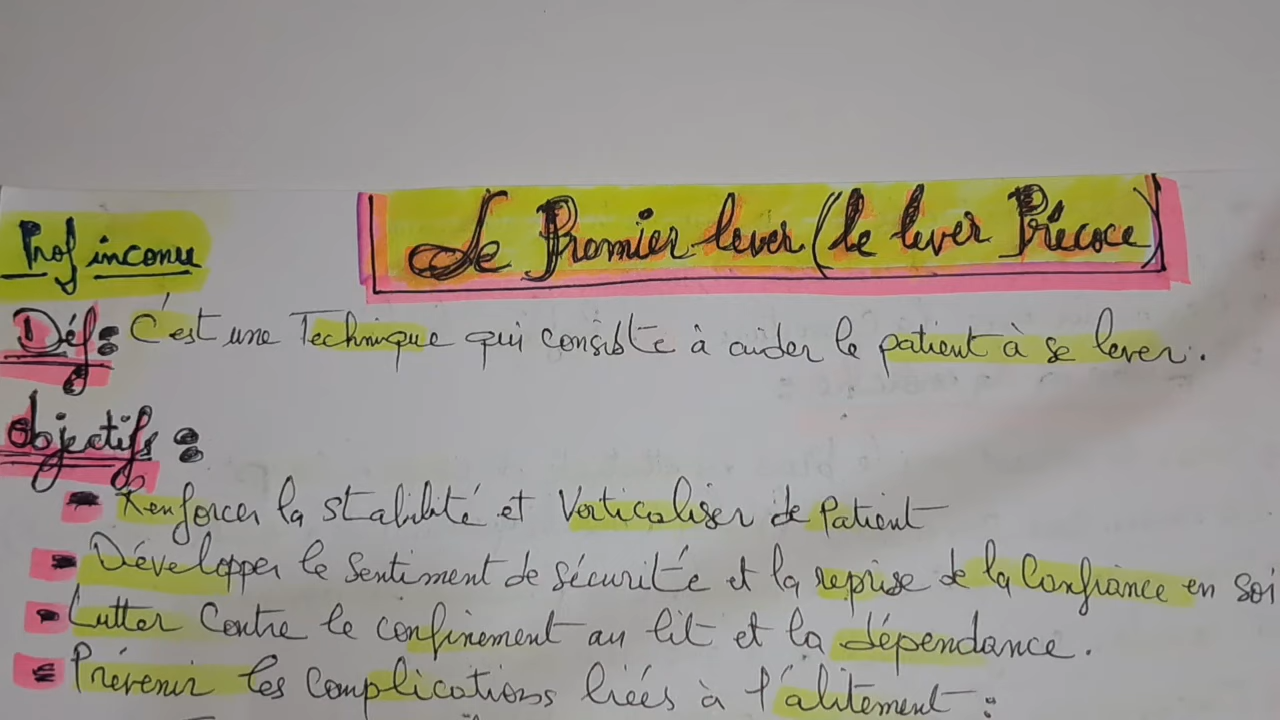 Le Premier lever (le lever Précoce)
Prof inconu
Déf : C'est une Technique qui consiste à aider le patient à se lever.
Objectifs :
- Renforcer la stabilité et Verticaliser de Patient
- Développer le sentiment de sécurité et la reprise de la Confiance en soi
- Lutter Contre le confinement au lit et la dépendance.
- Prévenir les complications liées à l'alitement :